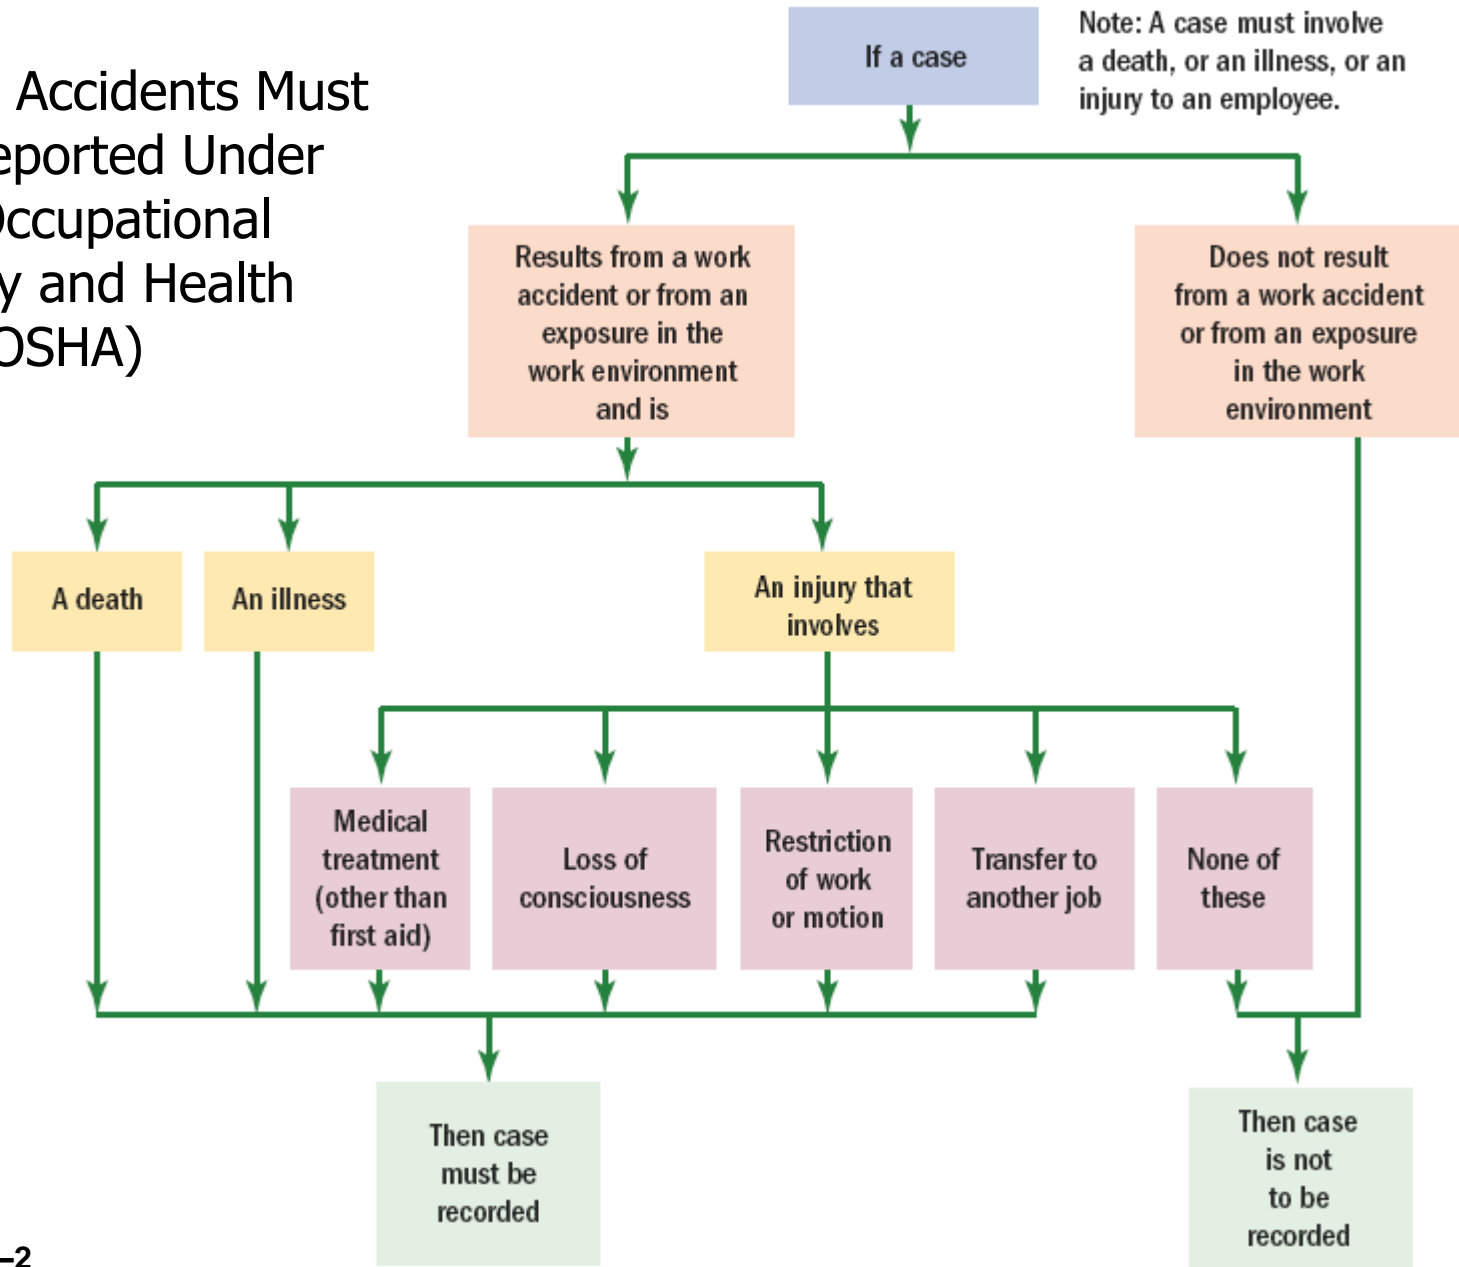 Accidents Must
eported Under
Occupational
y and Health
OSHA)
If a case
Note: A case must involve
a death, or an illness, or an
injury to an employee.
Results from a work
accident or from an
exposure in the
work environment
and is
Does not result
from a work accident
or from an exposure
in the work
environment
A death
An illness
An injury that
involves
Medical
treatment
(other than
first aid)
Loss of
consciousness
Restriction
of work
or motion
Transfer to
another job
None of
these
Then case
must be
recorded
Then case
is not
to be
recorded
–2